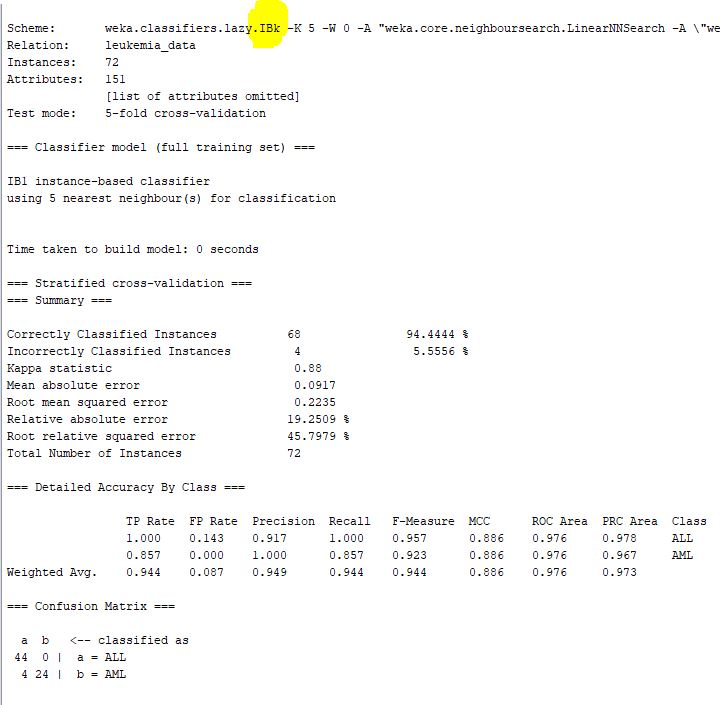 Scheme: weka.classifiers.lazy.IBk -K 5 -W 0 -A "weka.core.neighboursearch.LinearNNSearch -A \"we
Relation: leukemia_data
Instances: 72
Attributes: 151
[list of attributes omitted]
Test mode: 5-fold cross-validation
=== Classifier model (full training set) ===
IB1 instance-based classifier
using 5 nearest neighbour(s) for classification
Time taken to build model: 0 seconds
=== Stratified cross-validation ===
=== Summary ===
Correctly Classified Instances 68 94.4444 %
Incorrectly Classified Instances 4 5.5556 %
Kappa statistic 0.88
Mean absolute error 0.0917
Root mean squared error 0.2235
Relative absolute error 19.2509 %
Root relative squared error 45.7979 %
Total Number of Instances 72
=== Detailed Accuracy By Class ===
TP Rate FP Rate Precision Recall F-Measure MCC ROC Area PRC Area Class
1.000 0.143 0.917 1.000 0.957 0.886 0.976 0.978 ALL
0.857 0.000 1.000 0.857 0.923 0.886 0.976 0.967 AML
Weighted Avg. 0.944 0.087 0.949 0.944 0.944 0.886 0.976 0.973
=== Confusion Matrix ===
a b <-- classified as
44 0 | a = ALL
4 24 | b = AML